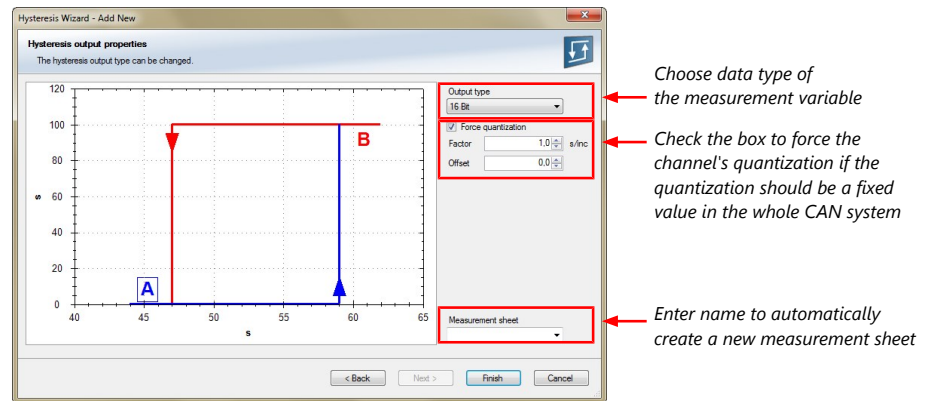 Hysteresis Wizard - Add New
Hysteresis output properties
The hysteresis output type can be changed.
120
100
80
60
40
20
0
s
40 45 50 55 60 65
s
A
B
Output type
16 Bit
Force quantization
Factor 1,0 s/inc
Offset 0.0
Measurement sheet
< Back Next > Finish Cancel
Choose data type of
the measurement variable
Check the box to force the
channel's quantization if the
quantization should be a fixed
value in the whole CAN system
Enter name to automatically
create a new measurement sheet